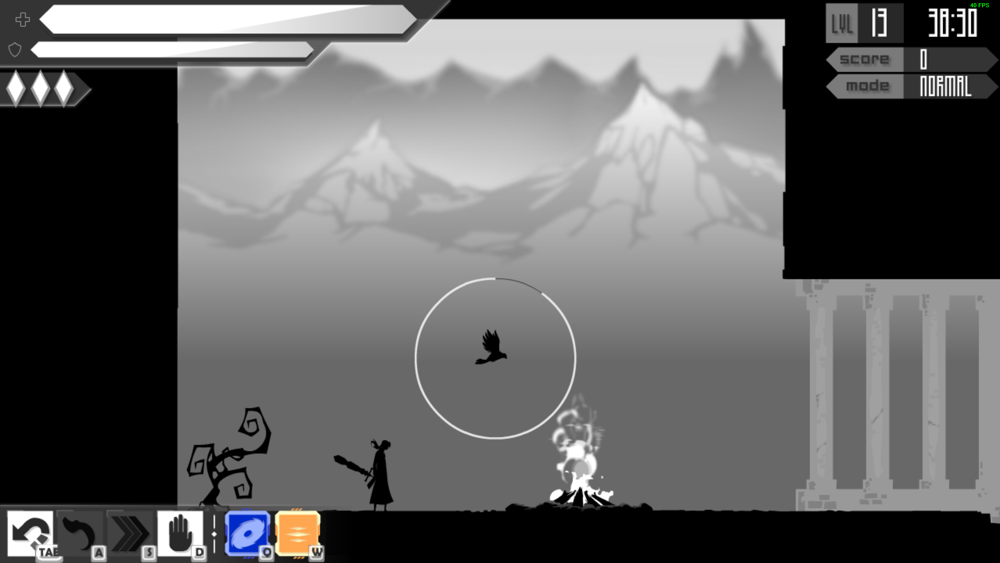 40 FPS
LVL 13 38:30
score 0
mode NORMAL
TAB A S D Q W